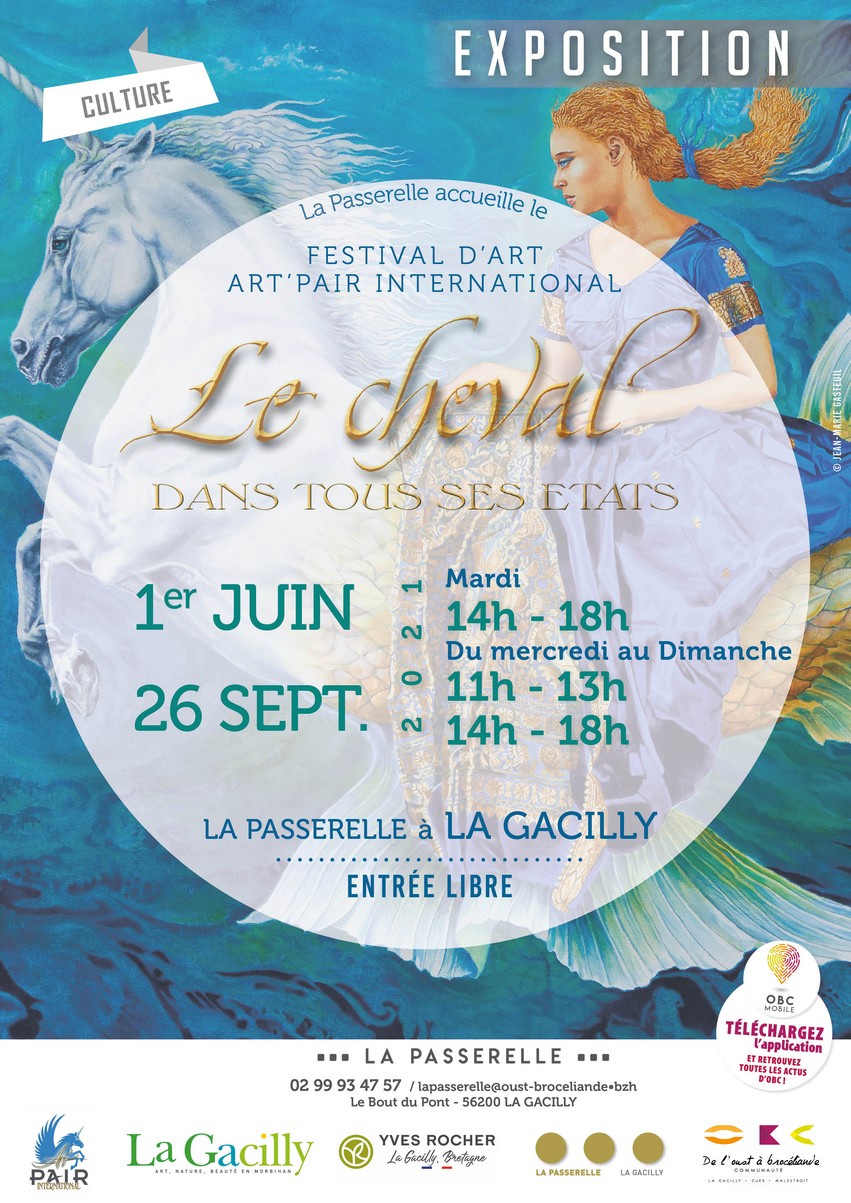 EXPOSITION
CULTURE
La Passerelle accueille le
FESTIVAL D'ART
ART'PAIR INTERNATIONAL
Le cheval
DANS TOUS SES ETATS
© JEAN-MARIE GASTEUIL
1er JUIN
26 SEPT.
2021
Mardi
14h - 18h
Du mercredi au Dimanche
11h - 13h
14h - 18h
LA PASSERELLE à LA GACILLY
ENTRÉE LIBRE
OBC
MOBILE
TÉLÉCHARGEZ
l'application
ET RETROUVEZ
TOUTES LES ACTUS
D'OBC !
LA PASSERELLE
02 99 93 47 57 / lapasserelle@oust-broceliande•bzh
Le Bout du Pont - 56200 LA GACILLY
PAIR
INTERNATIONAL
La Gacilly
ART, NATURE, BEAUTÉ EN MORBIHAN
YVES ROCHER
La Gacilly, Bretagne
LA PASSERELLE
LA GACILLY
De l'oust à brocéliande
COMMUNAUTÉ
LA GACILLY - GUER - MALESTROIT